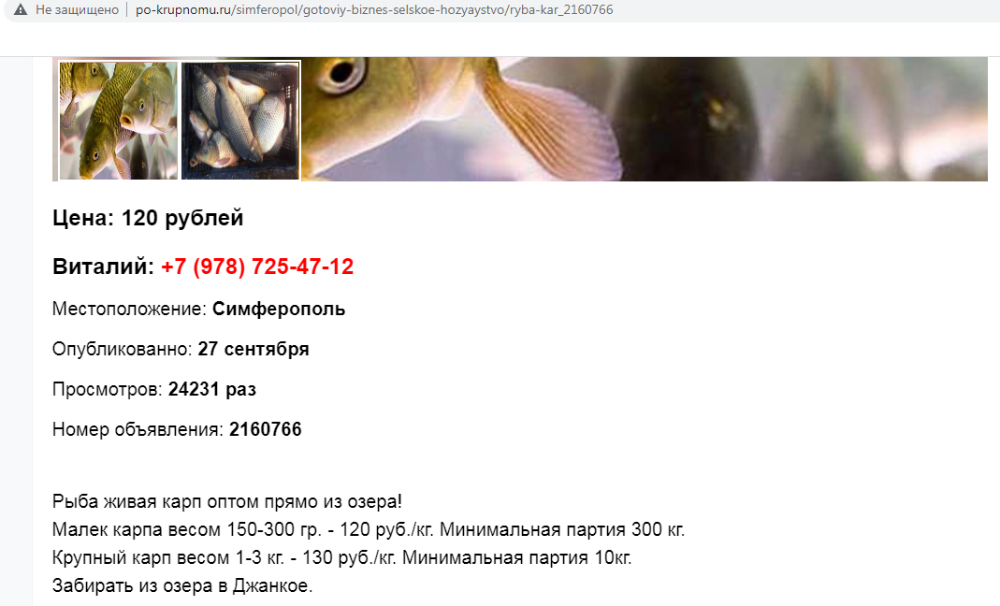 Не защищено
po-krupnomu.ru/simferopol/gotoviy-biznes-selskoe-hozyaystvo/ryba-kar_2160766
Цена: 120 рублей
Виталий: +7 (978) 725-47-12
Местоположение: Симферополь
Опубликованно: 27 сентября
Просмотров: 24231 раз
Номер объявления: 2160766
Рыба живая карп оптом прямо из озера!
Малек карпа весом 150-300 гр. - 120 руб./кг. Минимальная партия 300 кг.
Крупный карп весом 1-3 кг. - 130 руб./кг. Минимальная партия 10кг.
Забирать из озера в Джанкое.